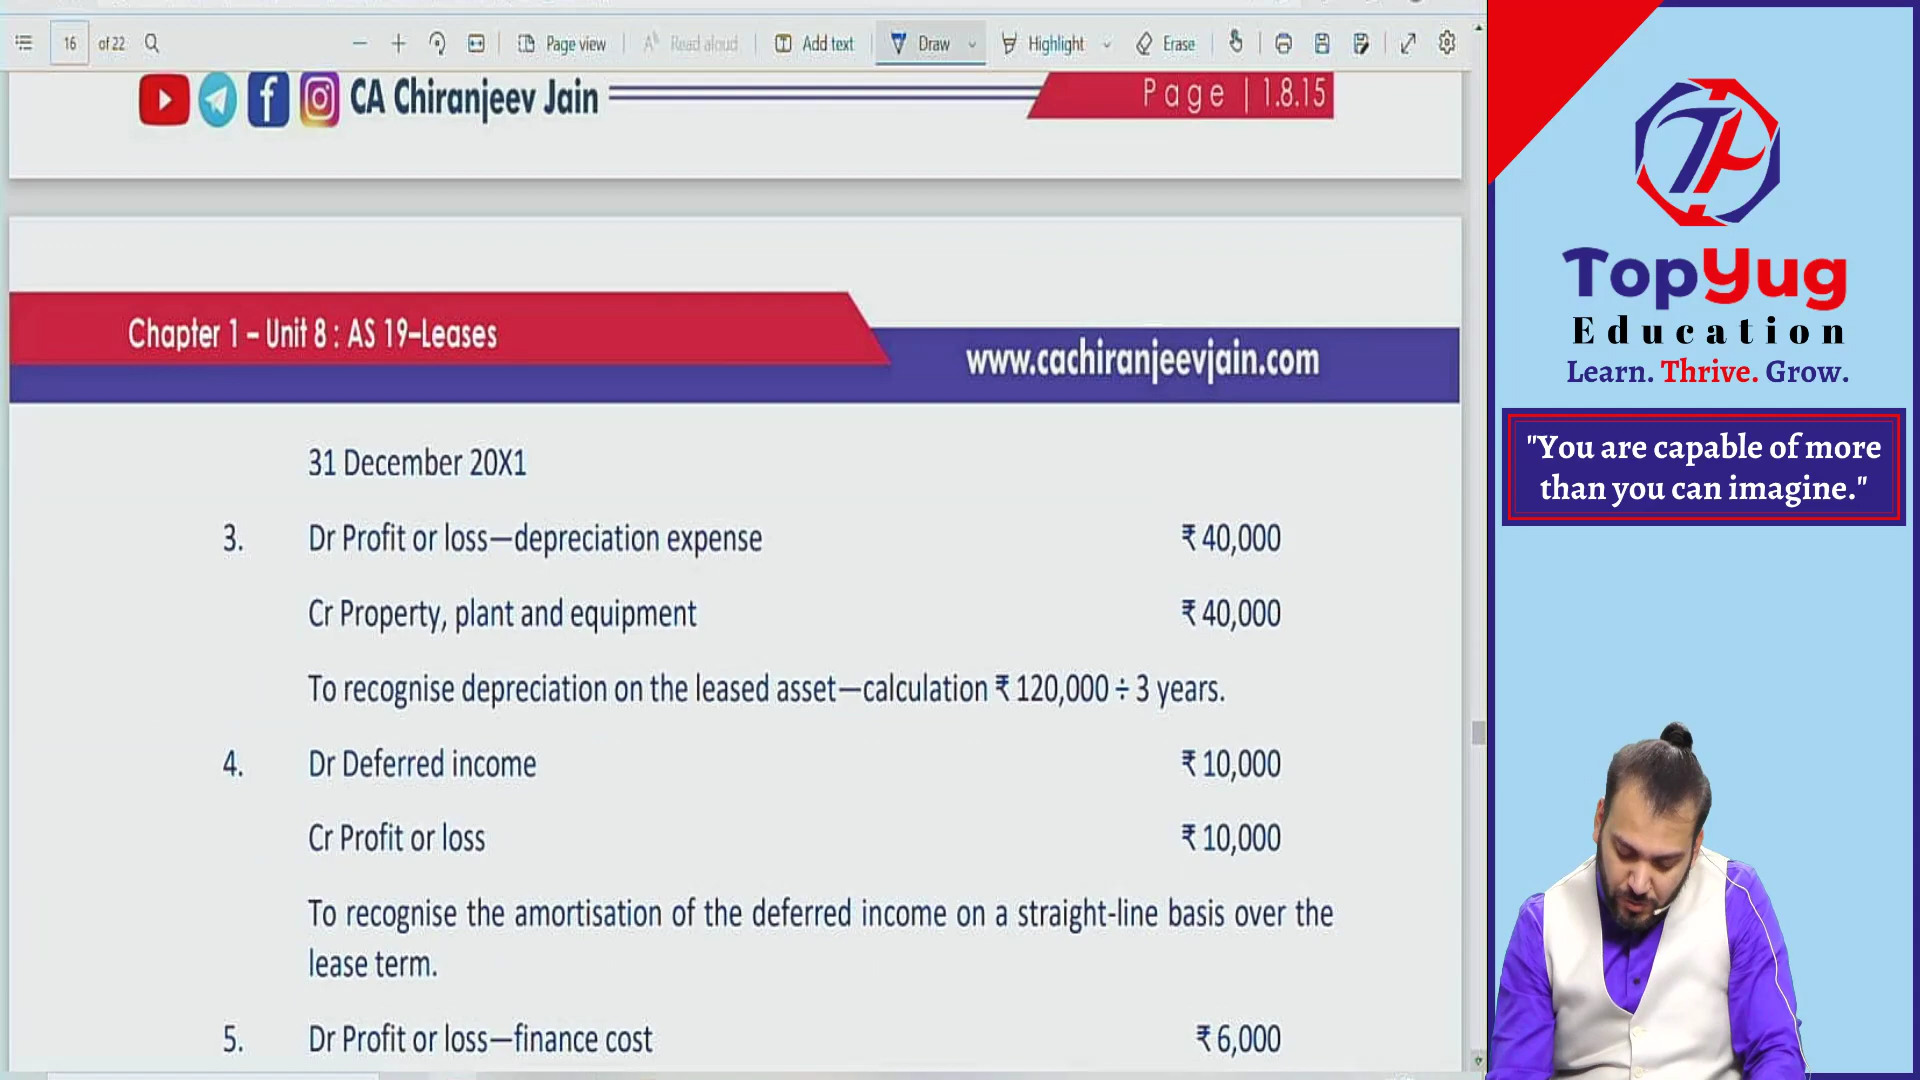 16 of 22 Page view Read aloud Add text Draw Highlight Erase
CA Chiranjeev Jain
Page | 1.8.15
Chapter 1 – Unit 8 : AS 19–Leases
www.cachiranjeevjain.com
31 December 20X1
3. Dr Profit or loss—depreciation expense ₹ 40,000
Cr Property, plant and equipment ₹ 40,000
To recognise depreciation on the leased asset—calculation ₹ 120,000 ÷ 3 years.
4. Dr Deferred income ₹ 10,000
Cr Profit or loss ₹ 10,000
To recognise the amortisation of the deferred income on a straight-line basis over the
lease term.
5. Dr Profit or loss—finance cost ₹ 6,000
TopYug
Education
Learn. Thrive. Grow.
"You are capable of more
than you can imagine."